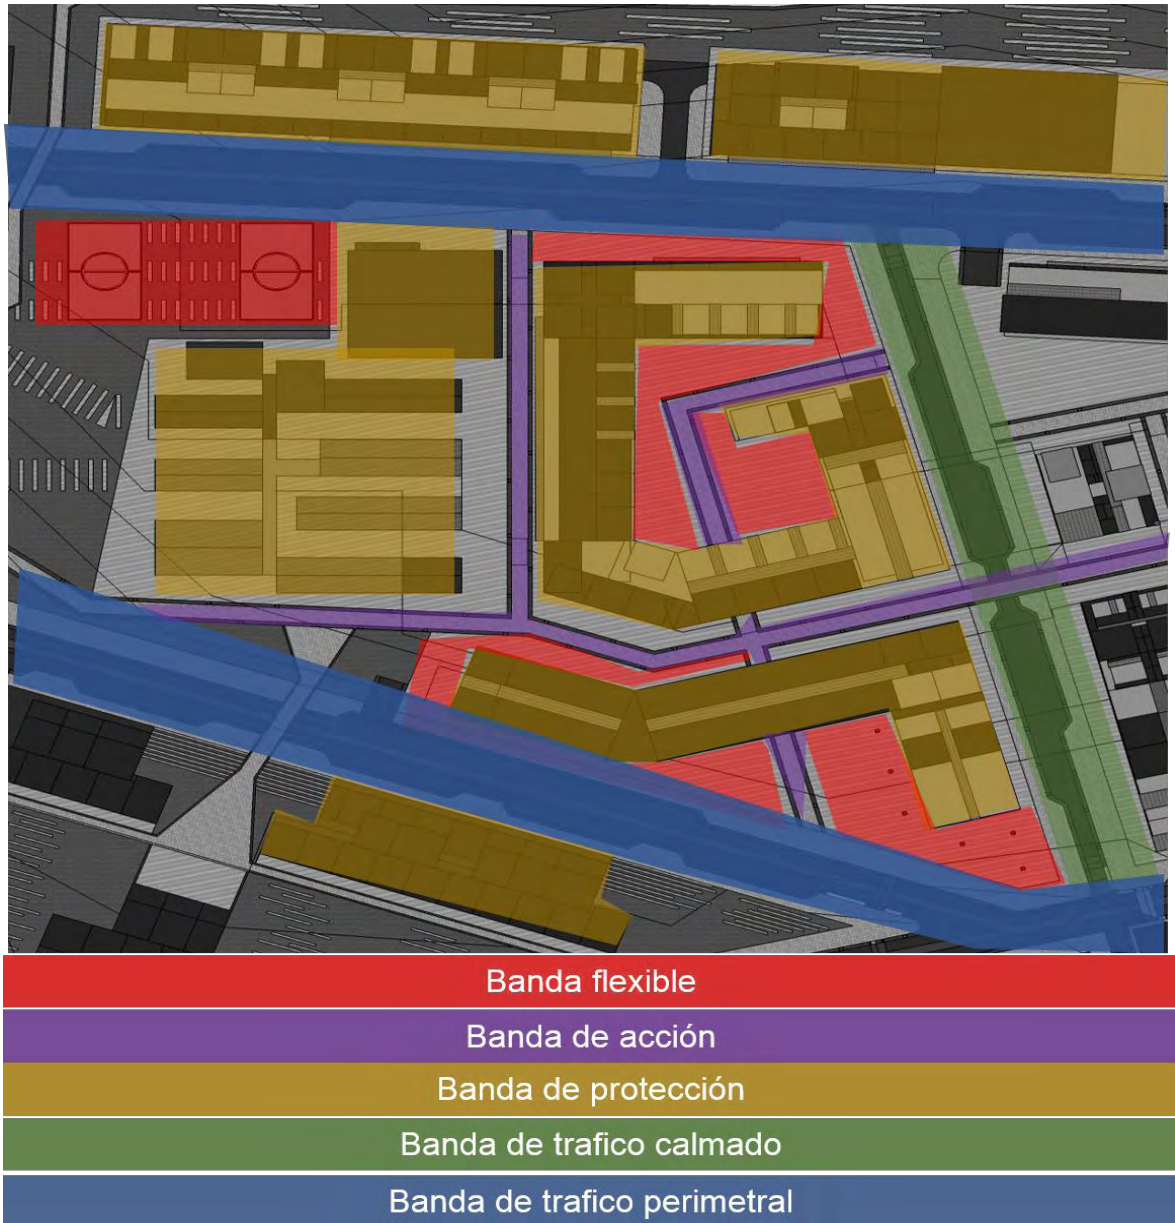 Banda flexible
Banda de acción
Banda de protección
Banda de trafico calmado
Banda de trafico perimetral